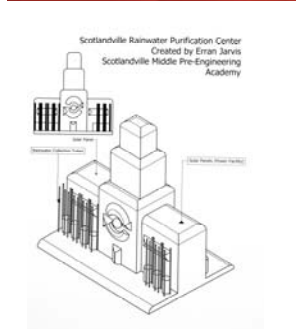 Scotlandville Rainwater Purification Center
Created by Erran Jarvis
Scotlandville Middle Pre-Engineering
Academy
Solar Panel
Rainwater Collection Tubes
Solar Panels (Power Facility)